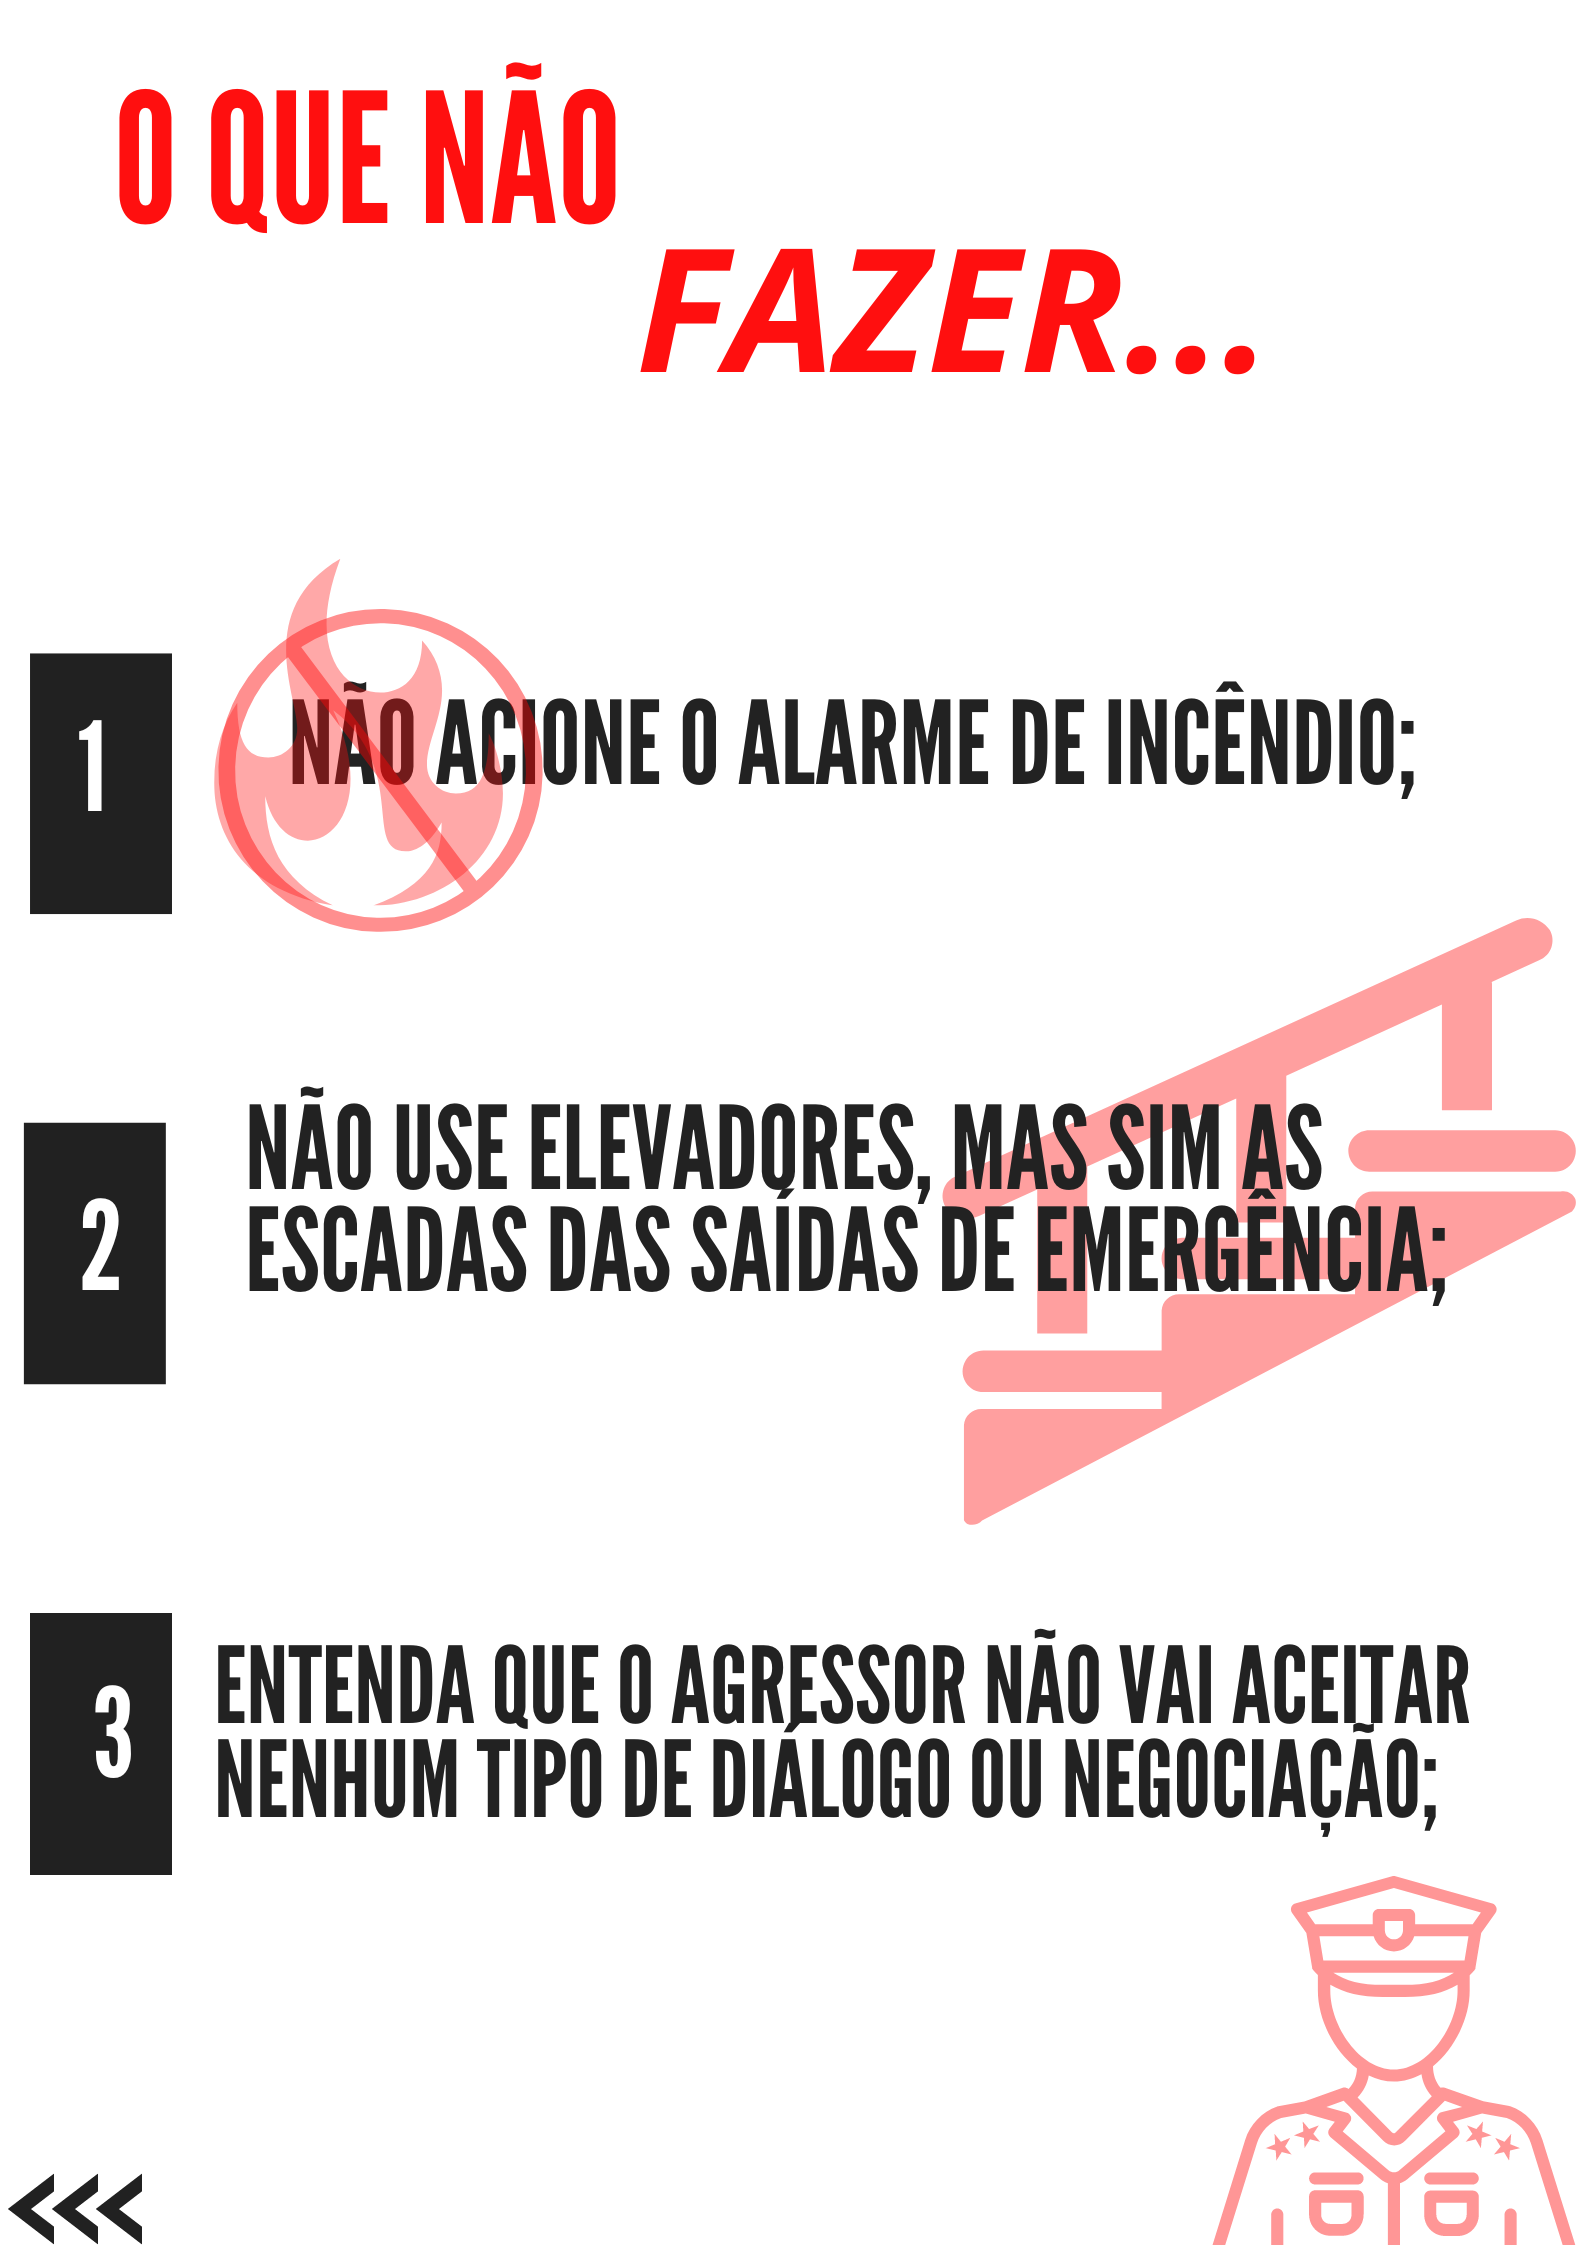 O QUE NÃO
FAZER...
1
NÃO ACIONE O ALARME DE INCÊNDIO;
2
NÃO USE ELEVADORES, MAS SIM AS
ESCADAS DAS SAÍDAS DE EMERGÊNCIA;
3
ENTENDA QUE O AGRESSOR NÃO VAI ACEITAR
NENHUM TIPO DE DIÁLOGO OU NEGOCIAÇÃO;